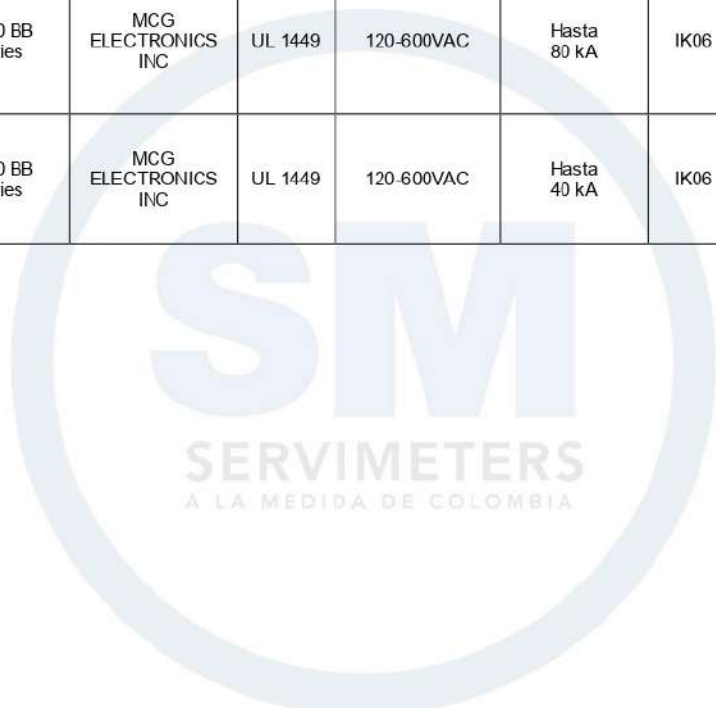 0 BB
ies
MCG
ELECTRONICS
INC
UL 1449
120-600VAC
Hasta
80 kA
IK06
0 BB
ies
MCG
ELECTRONICS
INC
UL 1449
120-600VAC
Hasta
40 kA
IK06
SM
SERVIMETERS
A LA MEDIDA DE COLOMBIA